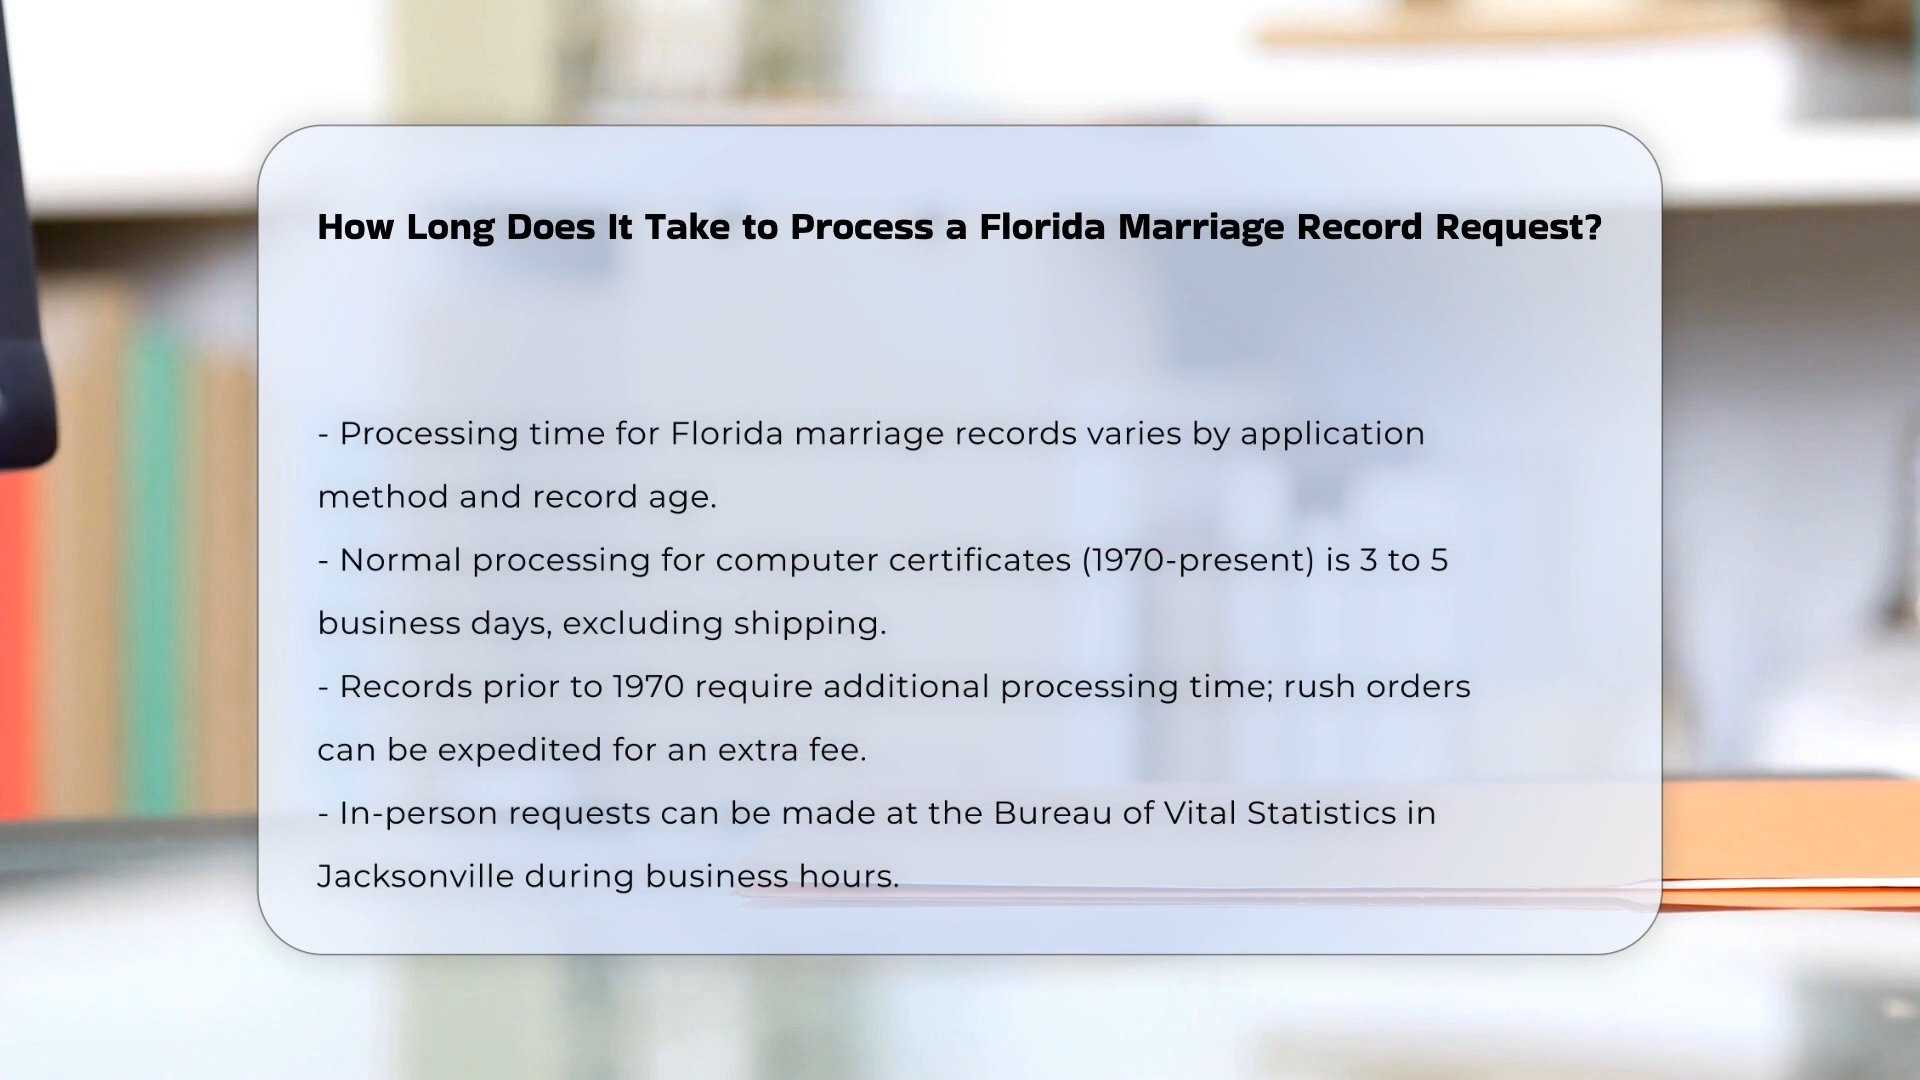 How Long Does It Take to Process a Florida Marriage Record Request?
- Processing time for Florida marriage records varies by application
method and record age.
- Normal processing for computer certificates (1970-present) is 3 to 5
business days, excluding shipping.
- Records prior to 1970 require additional processing time; rush orders
can be expedited for an extra fee.
- In-person requests can be made at the Bureau of Vital Statistics in
Jacksonville during business hours.